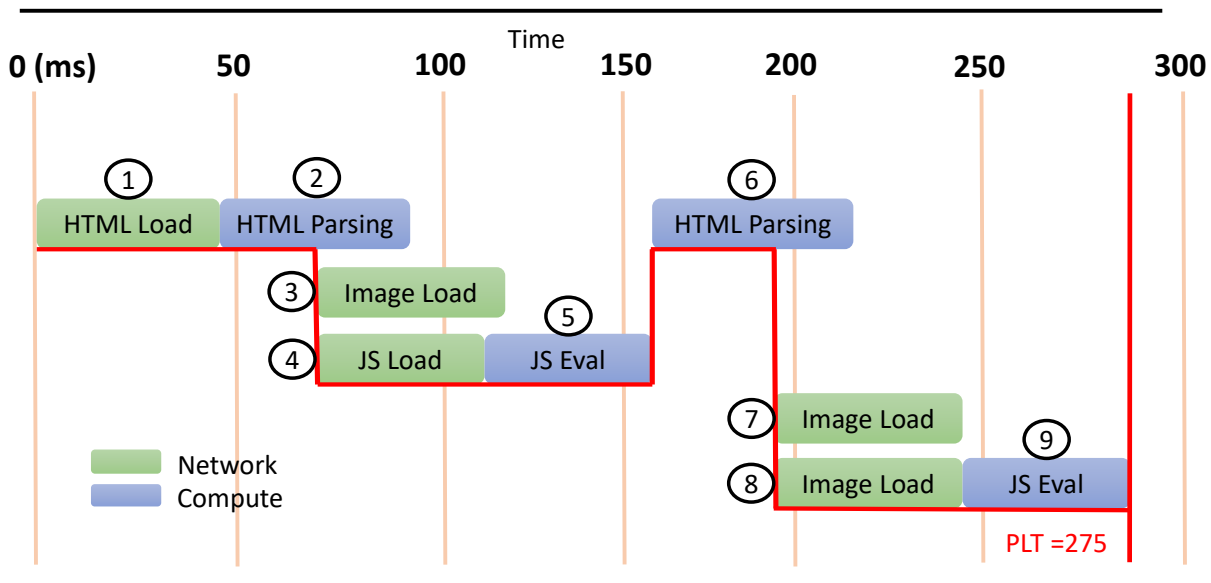 Time
0 (ms) 50 100 150 200 250 300
1 2 6
HTML Load HTML Parsing HTML Parsing
3 Image Load 5
4 JS Load JS Eval
7 Image Load 9
Network
8 Image Load JS Eval
Compute
PLT =275